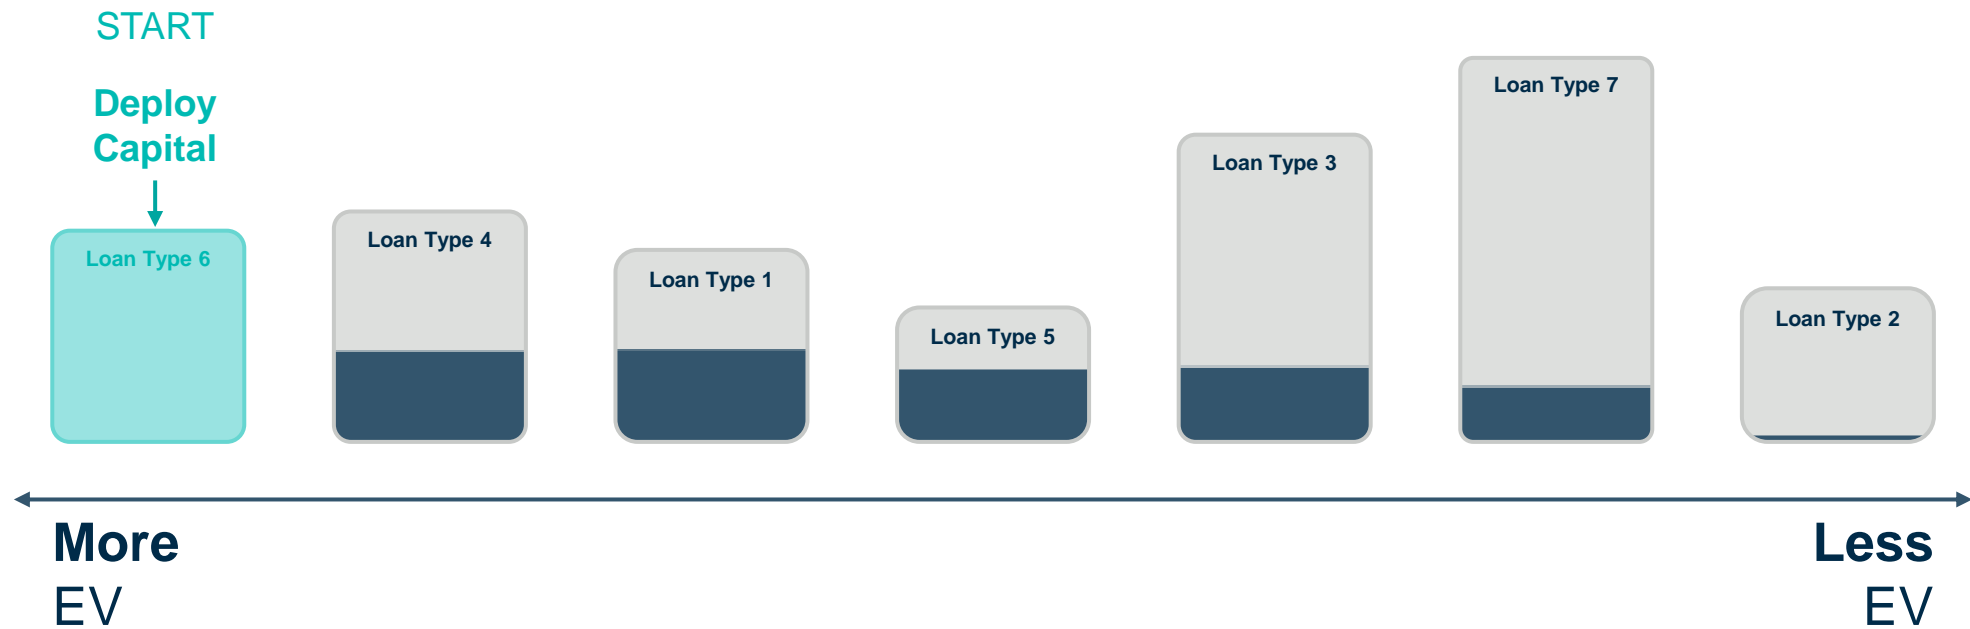 START
Deploy
Capital
Loan Type 6
Loan Type 4
Loan Type 1
Loan Type 5
Loan Type 3
Loan Type 7
Loan Type 2
More
EV
Less
EV